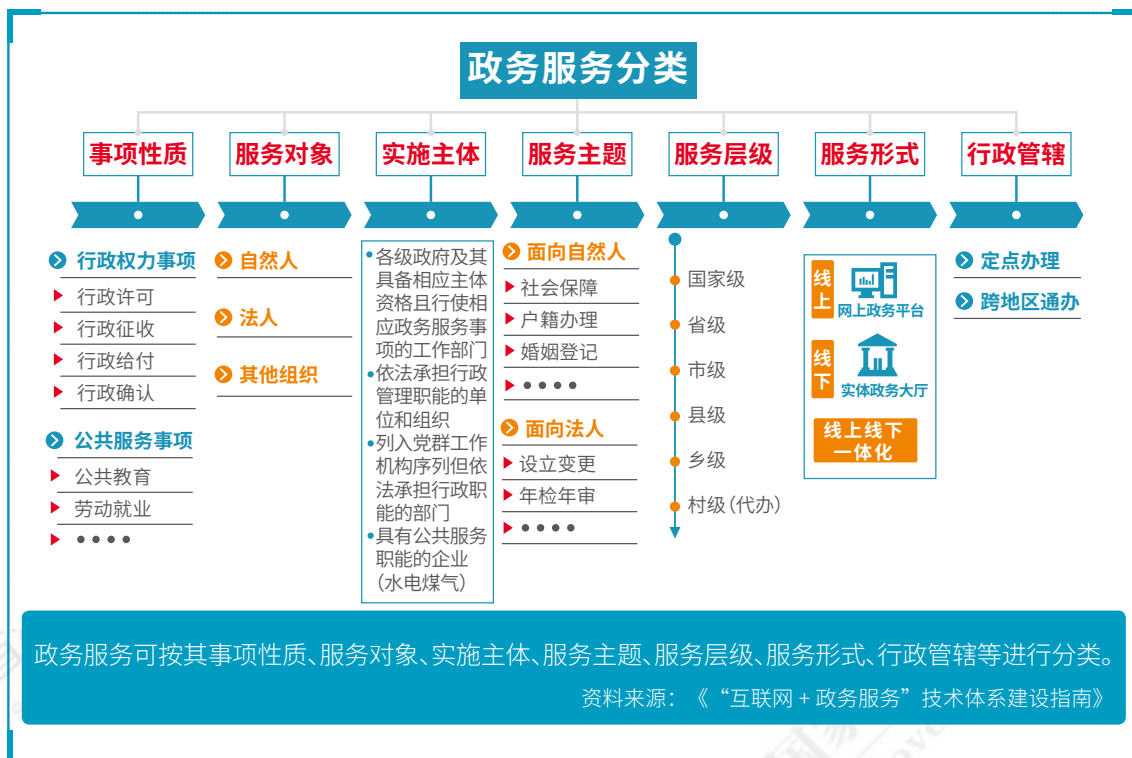 政务服务分类
事项性质
服务对象
实施主体
服务主题
服务层级
服务形式
行政管辖
行政权力事项
行政许可
行政征收
行政给付
行政确认
公共服务事项
公共教育
劳动就业
●●●●
自然人
法人
其他组织
•各级政府及其
具备相应主体
资格且行使相
应政务服务事
项的工作部门
•依法承担行政
管理职能的单
位和组织
•列入党群工作
机构序列但依
法承担行政职
能的部门
•具有公共服务
职能的企业
（水电煤气）
面向自然人
社会保障
户籍办理
婚姻登记
●●●●
面向法人
设立变更
年检年审
●●●●
国家级
省级
市级
县级
乡级
村级（代办）
线上
网上政务平台
线下
实体政务大厅
线上线下
一体化
定点办理
跨地区通办
政务服务可按其事项性质、服务对象、实施主体、服务主题、服务层级、服务形式、行政管辖等进行分类。
资料来源：《“互联网+政务服务”技术体系建设指南》